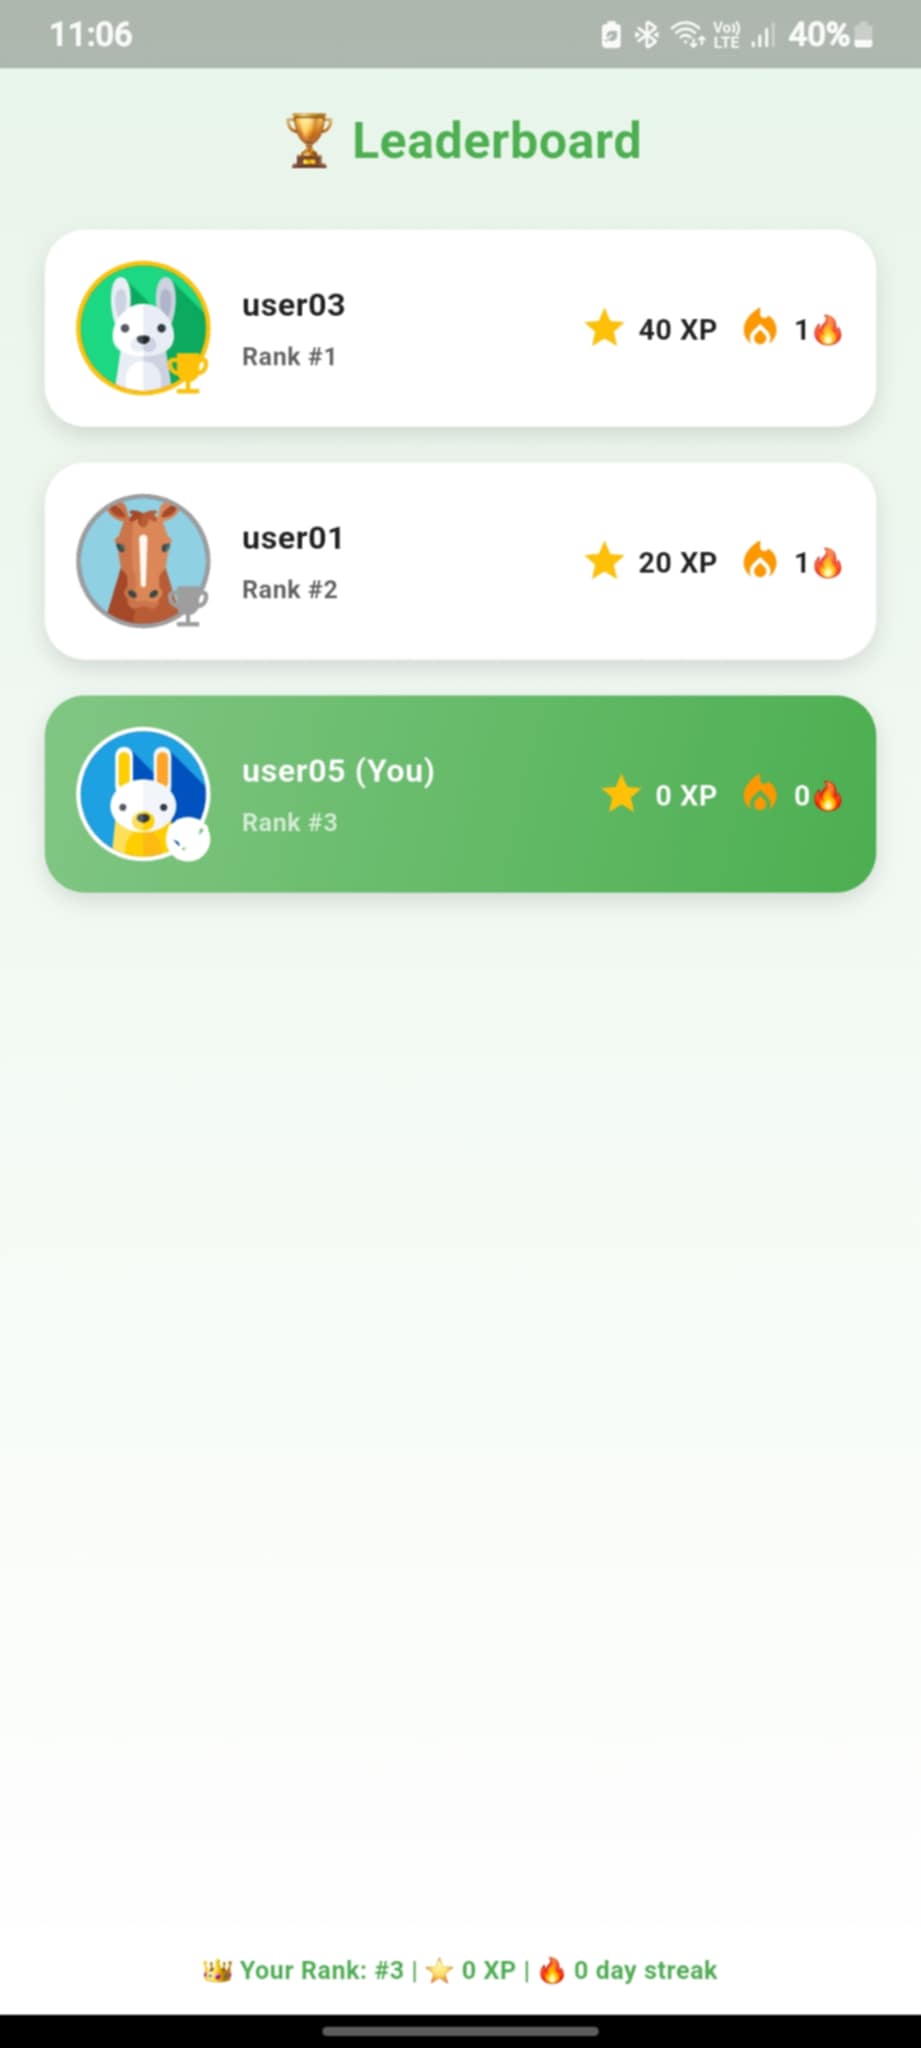 11:06 Vo) LTE 40%
🏆 Leaderboard
user03
Rank #1
40 XP 1🔥
user01
Rank #2
20 XP 1🔥
user05 (You)
Rank #3
0 XP 0🔥
👑 Your Rank: #3 | ⭐ 0 XP | 🔥 0 day streak